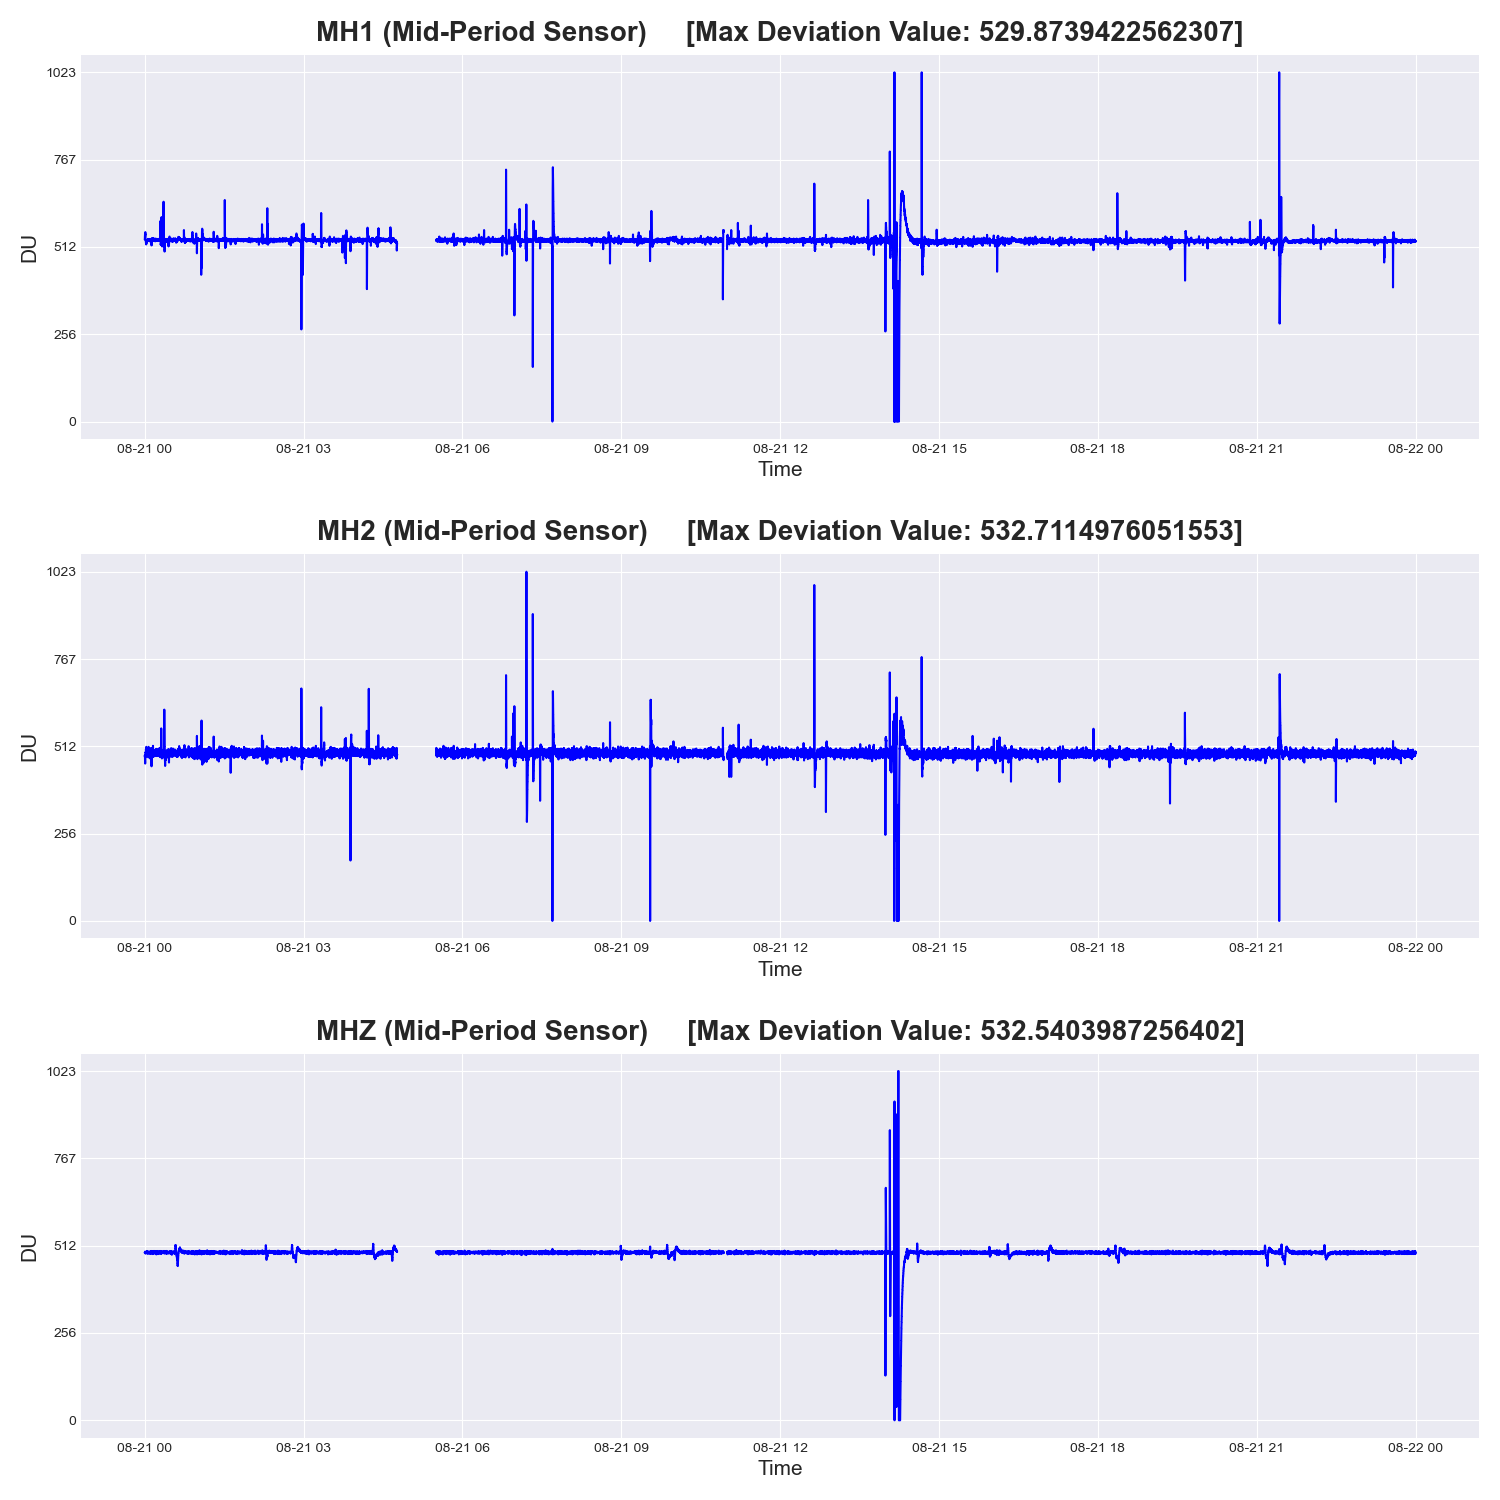 MH1 (Mid-Period Sensor) [Max Deviation Value: 529.8739422562307]
1023
767
512
256
0
DU
08-21 00 08-21 03 08-21 06 08-21 09 08-21 12 08-21 15 08-21 18 08-21 21 08-22 00
Time
MH2 (Mid-Period Sensor) [Max Deviation Value: 532.7114976051553]
1023
767
512
256
0
DU
08-21 00 08-21 03 08-21 06 08-21 09 08-21 12 08-21 15 08-21 18 08-21 21 08-22 00
Time
MHZ (Mid-Period Sensor) [Max Deviation Value: 532.5403987256402]
1023
767
512
256
0
DU
08-21 00 08-21 03 08-21 06 08-21 09 08-21 12 08-21 15 08-21 18 08-21 21 08-22 00
Time